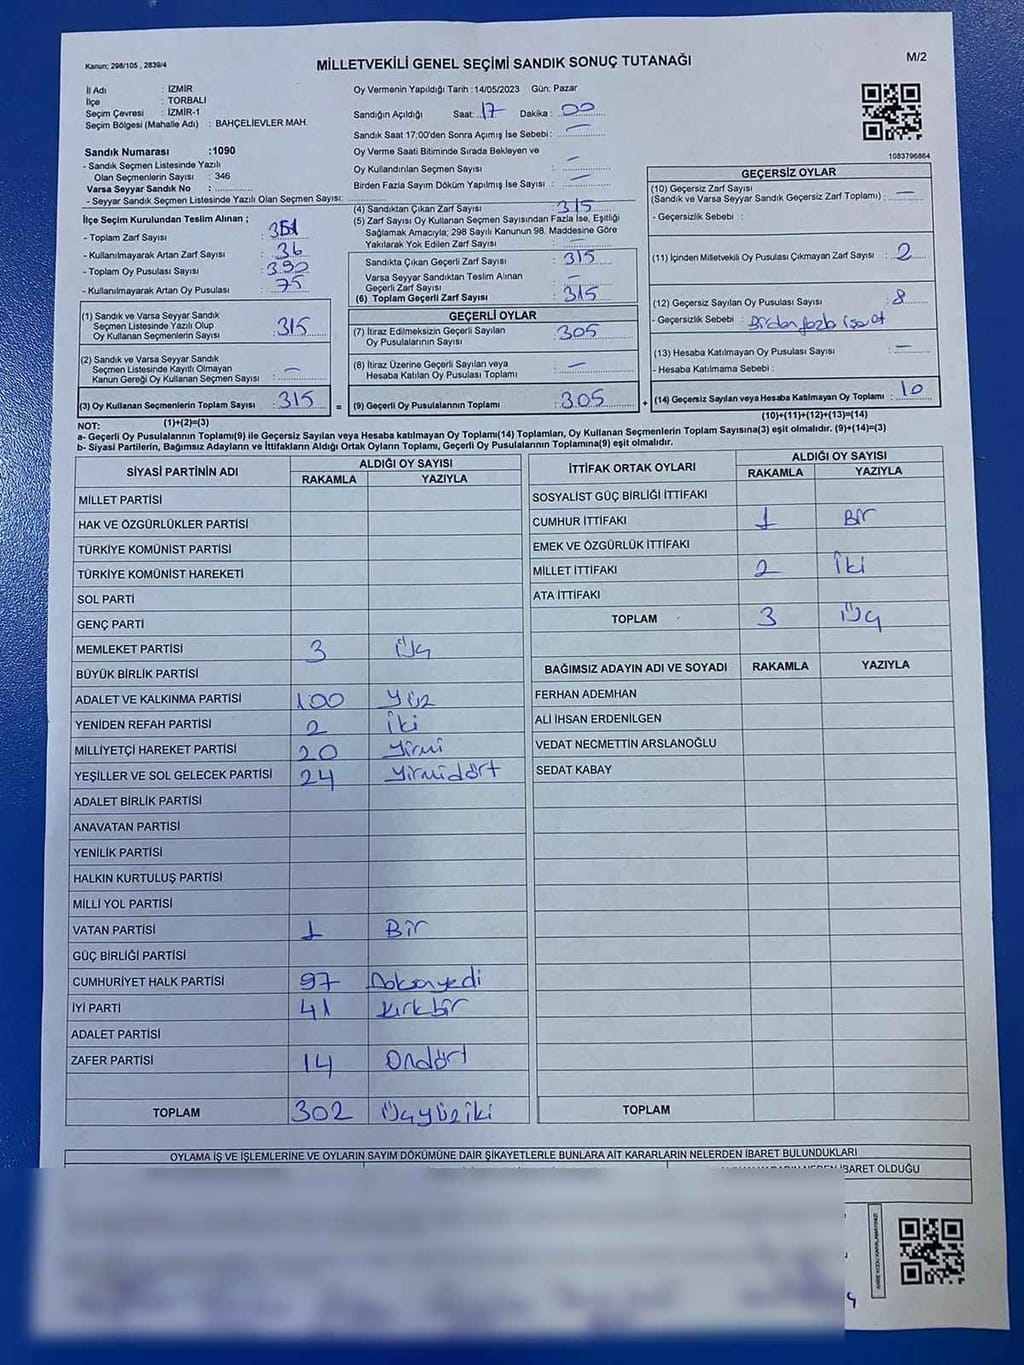 Kanun; 298/105 , 2839/4
MİLLETVEKİLİ GENEL SEÇİMİ SANDIK SONUÇ TUTANAĞI
M/2
İl Adı : İZMİR
İlçe : TORBALI
Seçim Çevresi : İZMİR-1
Seçim Bölgesi (Mahalle Adı) : BAHÇELİEVLER MAH.
Sandık Numarası :1090
- Sandık Seçmen Listesinde Yazılı
Olan Seçmenlerin Sayısı : 346
Varsa Seyyar Sandık No :
- Seyyar Sandık Seçmen Listesinde Yazılı Olan Seçmen Sayısı:
Oy Vermenin Yapıldığı Tarih :14/05/2023 Gün: Pazar
Sandığın Açıldığı Saat: 17 Dakika : 00
Sandık Saat 17:00'den Sonra Açımış İse Sebebi : —
Oy Verme Saati Bitiminde Sırada Bekleyen ve
Oy Kullandırılan Seçmen Sayısı : —
Birden Fazla Sayım Döküm Yapılmış İse Sayısı : —
1083796864
İlçe Seçim Kurulundan Teslim Alınan ;
- Toplam Zarf Sayısı : 351
- Kullanılmayarak Artan Zarf Sayısı : 36
- Toplam Oy Pusulası Sayısı : 390
- Kullanılmayarak Artan Oy Pusulası : 75
(1) Sandık ve Varsa Seyyar Sandık
Seçmen Listesinde Yazılı Olup
Oy Kullanan Seçmenlerin Sayısı : 315
(2) Sandık ve Varsa Seyyar Sandık
Seçmen Listesinde Kayıtlı Olmayan
Kanun Gereği Oy Kullanan Seçmen Sayısı : —
(3) Oy Kullanan Seçmenlerin Toplam Sayısı : 315
(1)+(2)=(3)
(4) Sandıktan Çıkan Zarf Sayısı : 315
(5) Zarf Sayısı Oy Kullanan Seçmen Sayısından Fazla İse, Eşitliği
Sağlamak Amacıyla; 298 Sayılı Kanunun 98. Maddesine Göre
Yakılarak Yok Edilen Zarf Sayısı : —
Sandıkta Çıkan Geçerli Zarf Sayısı : 315
Varsa Seyyar Sandıktan Teslim Alınan
Geçerli Zarf Sayısı : —
(6) Toplam Geçerli Zarf Sayısı : 315
GEÇERLİ OYLAR
(7) İtiraz Edilmeksizin Geçerli Sayılan
Oy Pusulalarının Sayısı : 305
(8) İtiraz Üzerine Geçerli Sayılan veya
Hesaba Katılan Oy Pusulası Toplamı : —
= (9) Geçerli Oy Pusulalarının Toplamı : 305 +
GEÇERSİZ OYLAR
(10) Geçersiz Zarf Sayısı
(Sandık ve Varsa Seyyar Sandık Geçersiz Zarf Toplamı) : —
- Geçersizlik Sebebi :
(11) İçinden Milletvekili Oy Pusulası Çıkmayan Zarf Sayısı : 2
(12) Geçersiz Sayılan Oy Pusulası Sayısı : 8
- Geçersizlik Sebebi : Birden fazla işaret
(13) Hesaba Katılmayan Oy Pusulası Sayısı : —
- Hesaba Katılmama Sebebi :
(14) Geçersiz Sayılan veya Hesaba Katılmayan Oy Toplamı : 10
(10)+(11)+(12)+(13)=(14)
NOT:
a- Geçerli Oy Pusulasının Toplamı(9) ile Geçersiz Sayılan veya Hesaba katılmayan Oy Toplamı(14) Toplamları, Oy Kullanan Seçmenlerin Toplam Sayısına(3) eşit olmalıdır. (9)+(14)=(3)
b- Siyasi Partilerin, Bağımsız Adayların ve İttifakların Aldığı Ortak Oyların Toplamı, Geçerli Oy Pusulalarının Toplamına(9) eşit olmalıdır.
SİYASİ PARTİNİN ADI ALDIĞI OY SAYISI
RAKAMLA YAZIYLA
MİLLET PARTİSİ
HAK VE ÖZGÜRLÜKLER PARTİSİ
TÜRKİYE KOMÜNİST PARTİSİ
TÜRKİYE KOMÜNİST HAREKETİ
SOL PARTİ
GENÇ PARTİ
MEMLEKET PARTİSİ 3 Üç
BÜYÜK BİRLİK PARTİSİ
ADALET VE KALKINMA PARTİSİ 100 Yüz
YENİDEN REFAH PARTİSİ 2 İki
MİLLİYETÇİ HAREKET PARTİSİ 20 Yirmi
YEŞİLLER VE SOL GELECEK PARTİSİ 24 Yirmidört
ADALET BİRLİK PARTİSİ
ANAVATAN PARTİSİ
YENİLİK PARTİSİ
HALKIN KURTULUŞ PARTİSİ
MİLLİ YOL PARTİSİ
VATAN PARTİSİ 1 Bir
GÜÇ BİRLİĞİ PARTİSİ
CUMHURİYET HALK PARTİSİ 97 Doksanyedi
İYİ PARTİ 41 Kırkbir
ADALET PARTİSİ
ZAFER PARTİSİ 14 Ondört
TOPLAM 302 Üçyüziki
İTTİFAK ORTAK OYLARI ALDIĞI OY SAYISI
RAKAMLA YAZIYLA
SOSYALİST GÜÇ BİRLİĞİ İTTİFAKI
CUMHUR İTTİFAKI 1 Bir
EMEK VE ÖZGÜRLÜK İTTİFAKI
MİLLET İTTİFAKI 2 İki
ATA İTTİFAKI
TOPLAM 3 Üç
BAĞIMSIZ ADAYIN ADI VE SOYADI RAKAMLA YAZIYLA
FERHAN ADEMHAN
ALİ İHSAN ERDENİLGEN
VEDAT NECMETTİN ARSLANOĞLU
SEDAT KABAY
TOPLAM
OYLAMA İŞ VE İŞLEMLERİNE VE OYLARIN SAYIM DÖKÜMÜNE DAİR ŞİKAYETLERLE BUNLARA AİT KARARLARIN NELERDEN İBARET BULUNDUKLARI
İBARET OLDUĞU